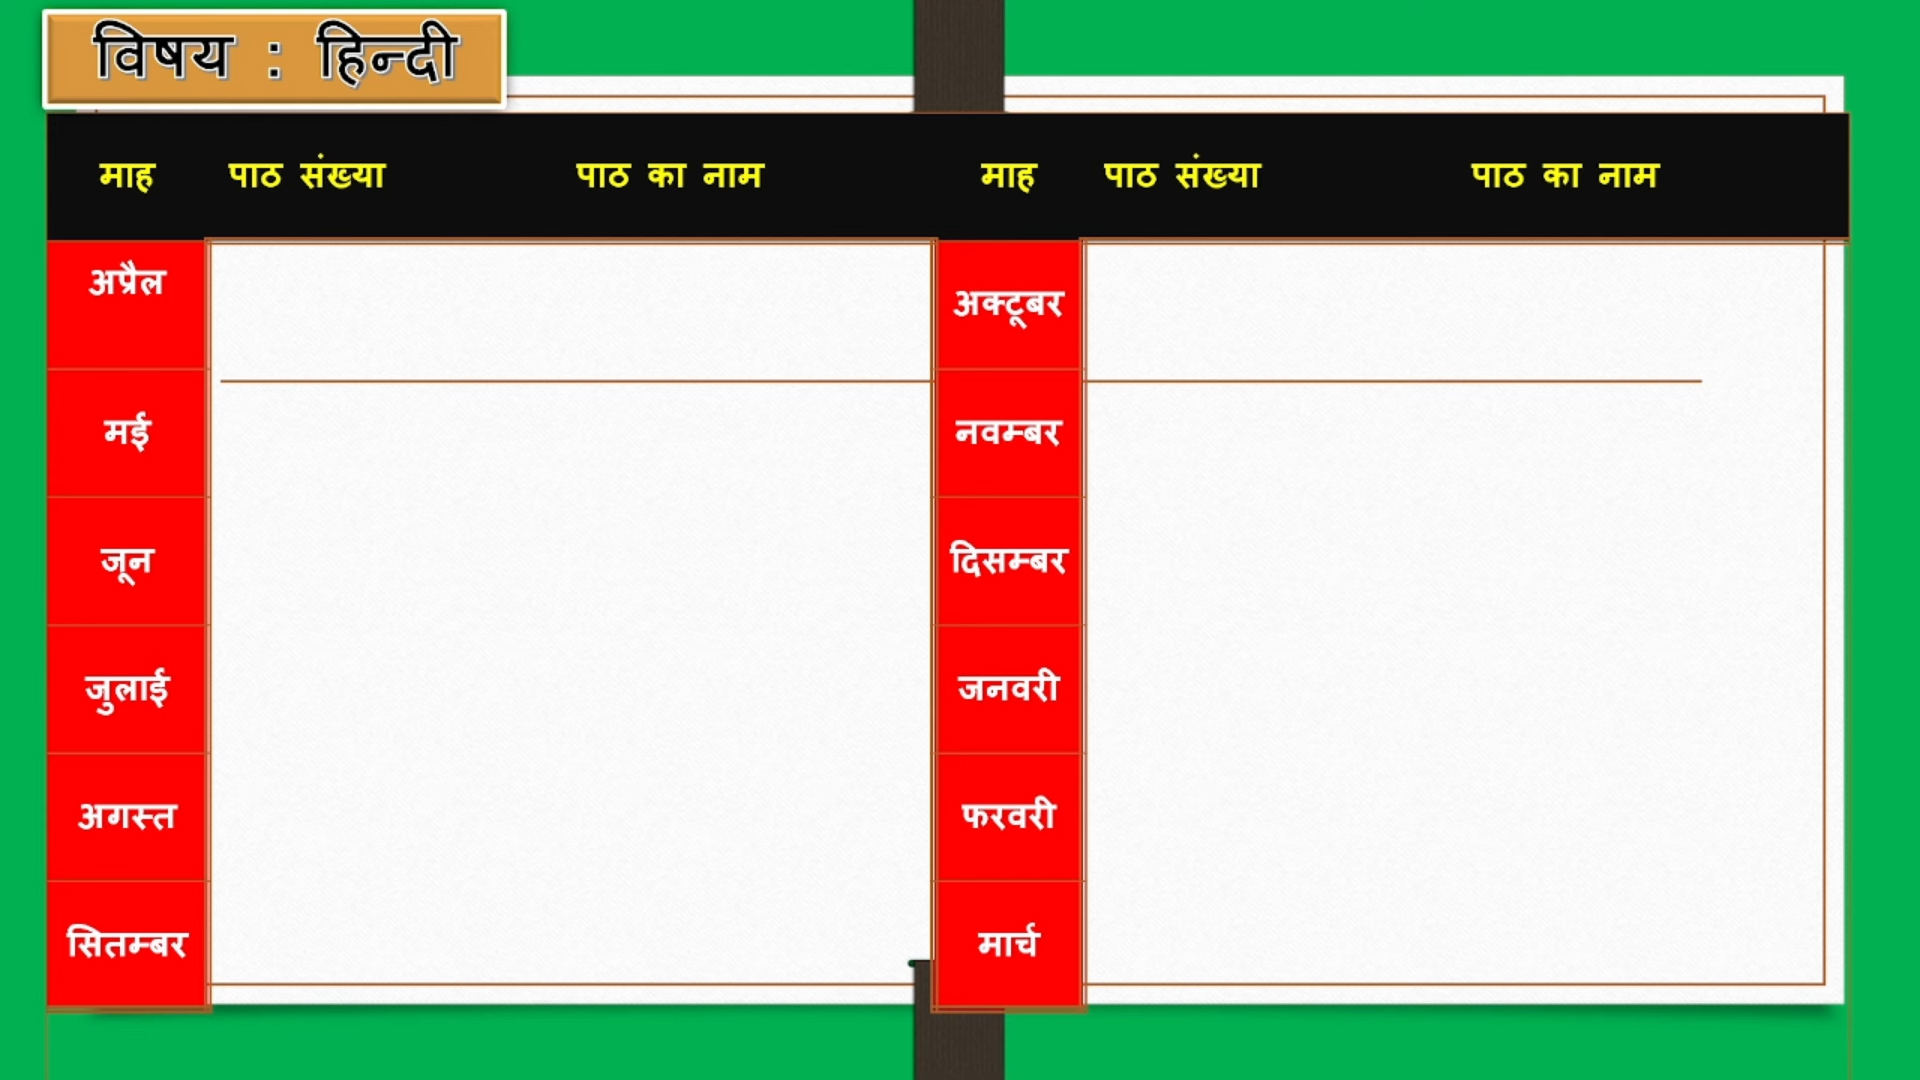 विषय : हिन्दी
माह पाठ संख्या पाठ का नाम माह पाठ संख्या पाठ का नाम
अप्रैल अक्टूबर
मई नवम्बर
जून दिसम्बर
जुलाई जनवरी
अगस्त फरवरी
सितम्बर मार्च